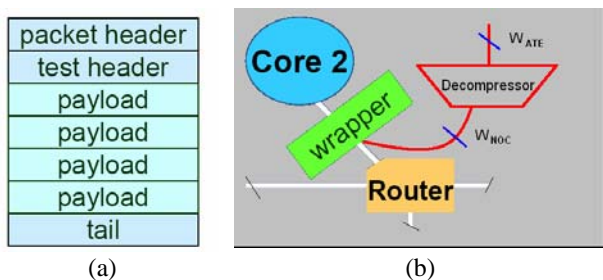 packet header
test header
payload
payload
payload
payload
tail
(a)
Core 2
wrapper
Router
Decompressor
W_ATE
W_NOC
(b)